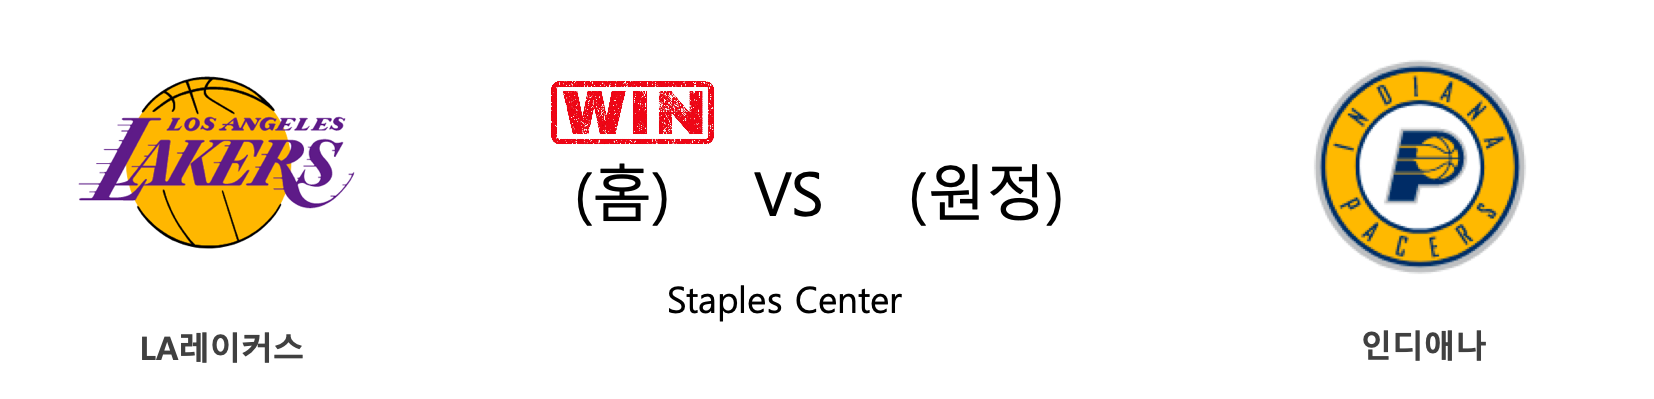 LOS ANGELES
LAKERS
WIN
(홈) VS (원정)
INDIANA
PACERS
Staples Center
LA레이커스
인디애나